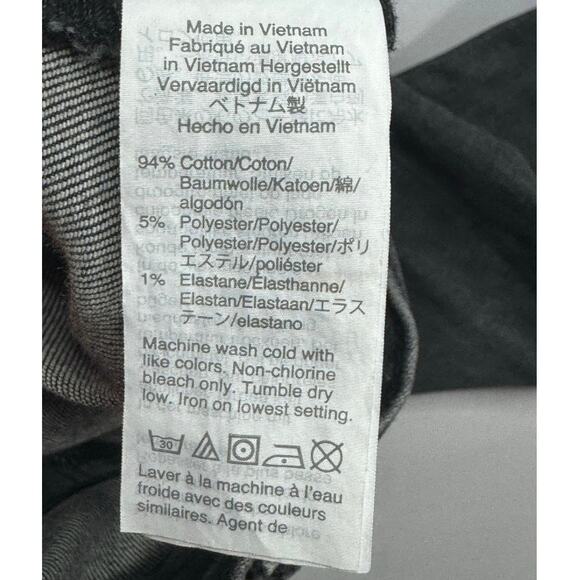 Made in Vietnam
Fabriqué au Vietnam
in Vietnam Hergestellt
Vervaardigd in Viëtnam
ベトナム製
Hecho en Vietnam
94% Cotton/Coton/
Baumwolle/Katoen/綿/
algodón
5% Polyester/Polyester/
Polyester/Polyester/ポリ
エステル/poliéster
1% Elastane/Élasthanne/
Elastan/Elastaan/エラス
テーン/elastano
Machine wash cold with
like colors. Non-chlorine
bleach only. Tumble dry
low. Iron on lowest setting.
30
Laver à la machine à l'eau
froide avec des couleurs
similaires. Agent de